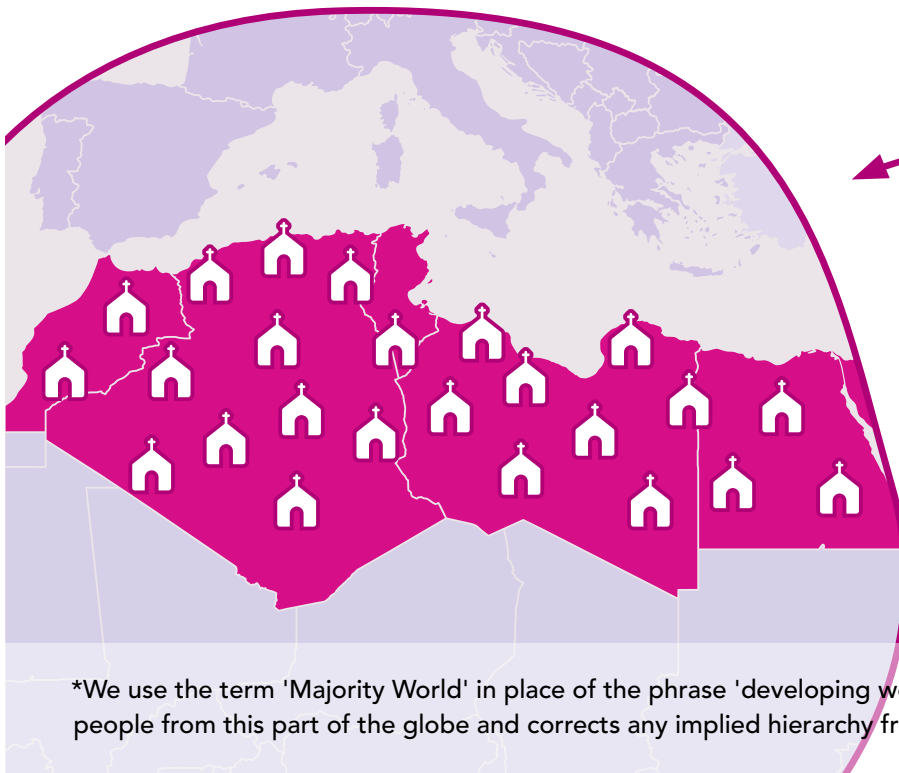 *We use the term 'Majority World' in place of the phrase 'developing
people from this part of the globe and corrects any implied hierarchy